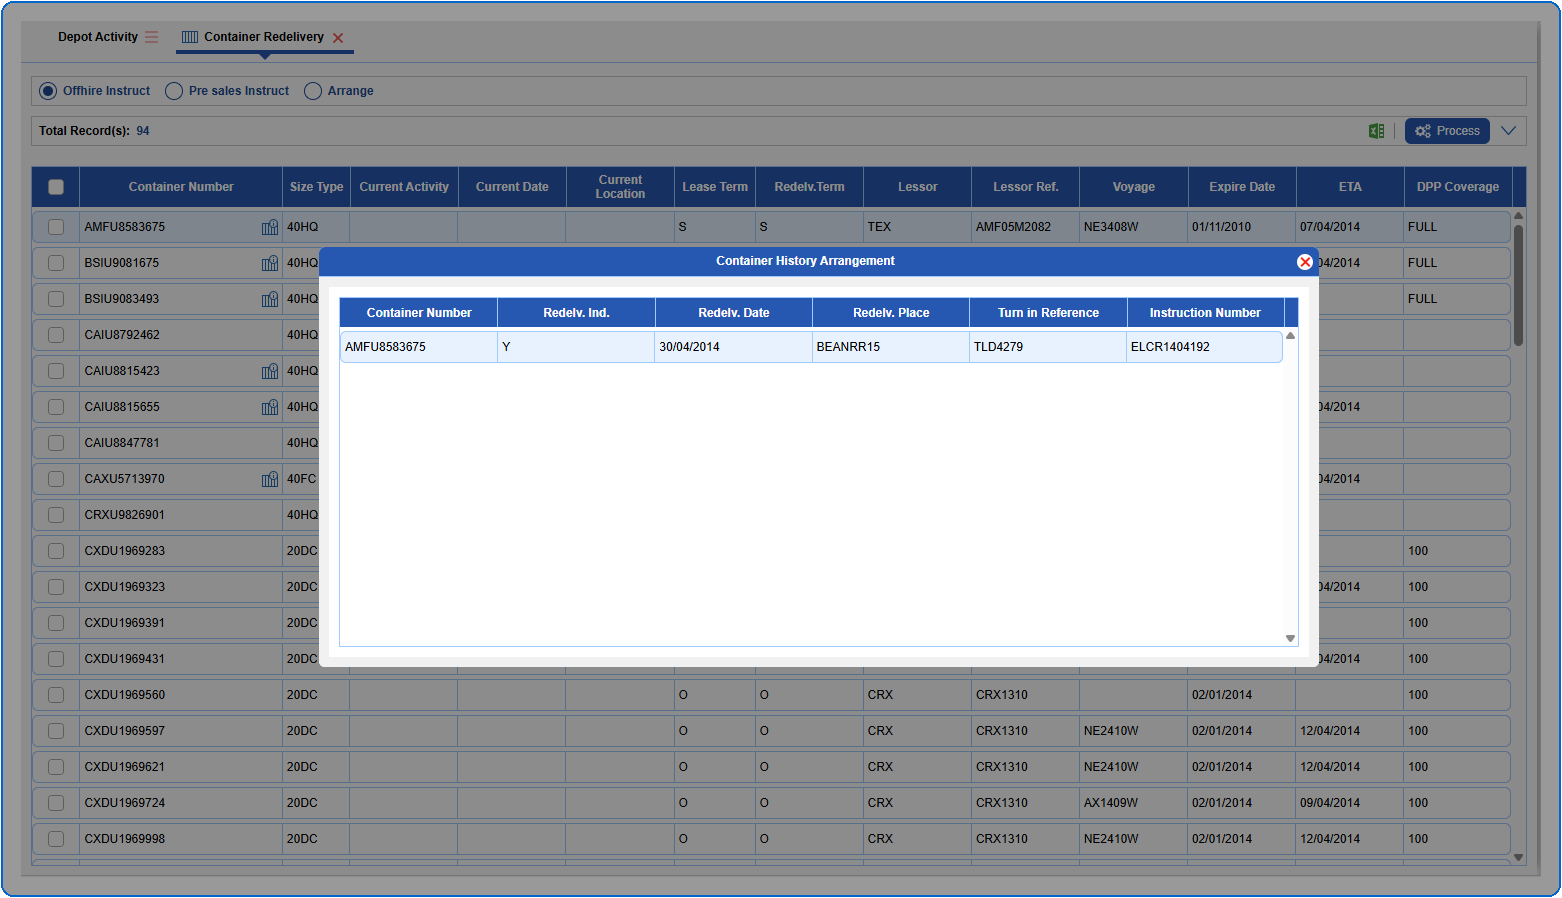 Depot Activity Container Redelivery
Offhire Instruct Pre sales Instruct Arrange
Total Record(s): 94 Process
Container Number Size Type Current Activity Current Date Current Location Lease Term Redelv.Term Lessor Lessor Ref. Voyage Expire Date ETA DPP Coverage
AMFU8583675 40HQ S S TEX AMF05M2082 NE3408W 01/11/2010 07/04/2014 FULL
BSIU9081675 40HQ 04/2014 FULL
BSIU9083493 40HQ FULL
CAIU8792462 40HQ
CAIU8815423 40HQ
CAIU8815655 40HQ 04/2014
CAIU8847781 40HQ
CAXU5713970 40FC 04/2014
CRXU9826901 40HQ
CXDU1969283 20DC 100
CXDU1969323 20DC 04/2014 100
CXDU1969391 20DC 100
CXDU1969431 20DC 04/2014 100
CXDU1969560 20DC O O CRX CRX1310 02/01/2014 100
CXDU1969597 20DC O O CRX CRX1310 NE2410W 02/01/2014 12/04/2014 100
CXDU1969621 20DC O O CRX CRX1310 NE2410W 02/01/2014 12/04/2014 100
CXDU1969724 20DC O O CRX CRX1310 AX1409W 02/01/2014 09/04/2014 100
CXDU1969998 20DC O O CRX CRX1310 NE2410W 02/01/2014 12/04/2014 100
Container History Arrangement
Container Number Redelv. Ind. Redelv. Date Redelv. Place Turn in Reference Instruction Number
AMFU8583675 Y 30/04/2014 BEANRR15 TLD4279 ELCR1404192